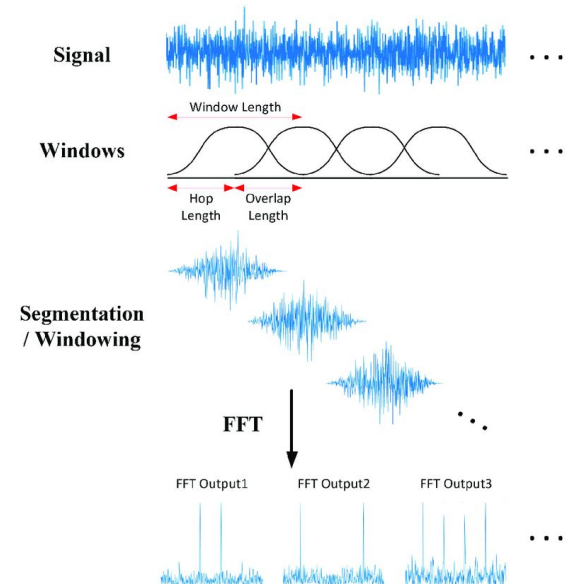 Signal
Window Length
Windows
Hop Length
Overlap Length
Segmentation
/ Windowing
FFT
FFT Output1
FFT Output2
FFT Output3